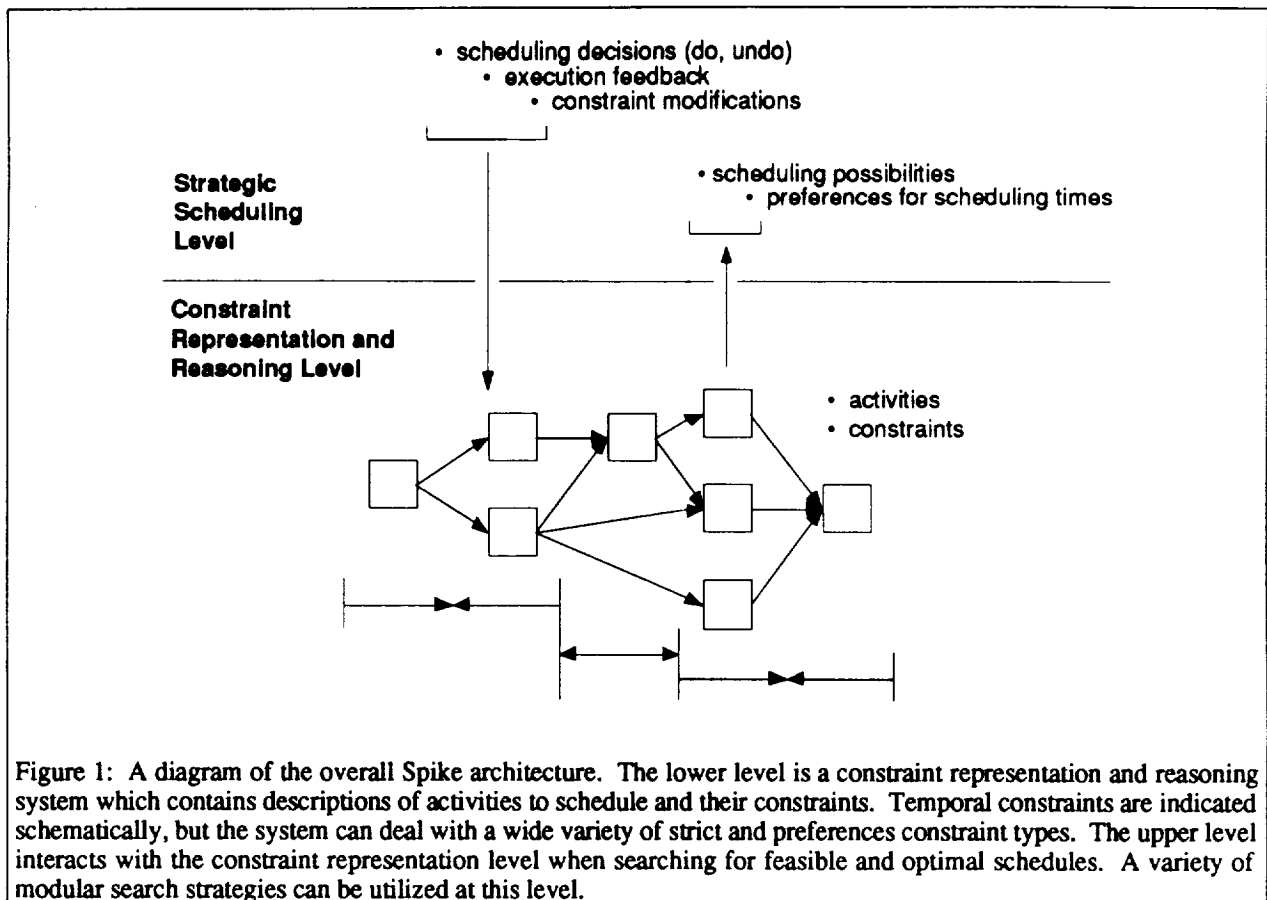 • scheduling decisions (do, undo)
• execution feedback
• constraint modifications
Strategic
Scheduling
Level
• scheduling possibilities
• preferences for scheduling times
Constraint
Representation and
Reasoning Level
• activities
• constraints
Figure 1: A diagram of the overall Spike architecture. The lower level is a constraint representation and reasoning
system which contains descriptions of activities to schedule and their constraints. Temporal constraints are indicated
schematically, but the system can deal with a wide variety of strict and preferences constraint types. The upper level
interacts with the constraint representation level when searching for feasible and optimal schedules. A variety of
modular search strategies can be utilized at this level.